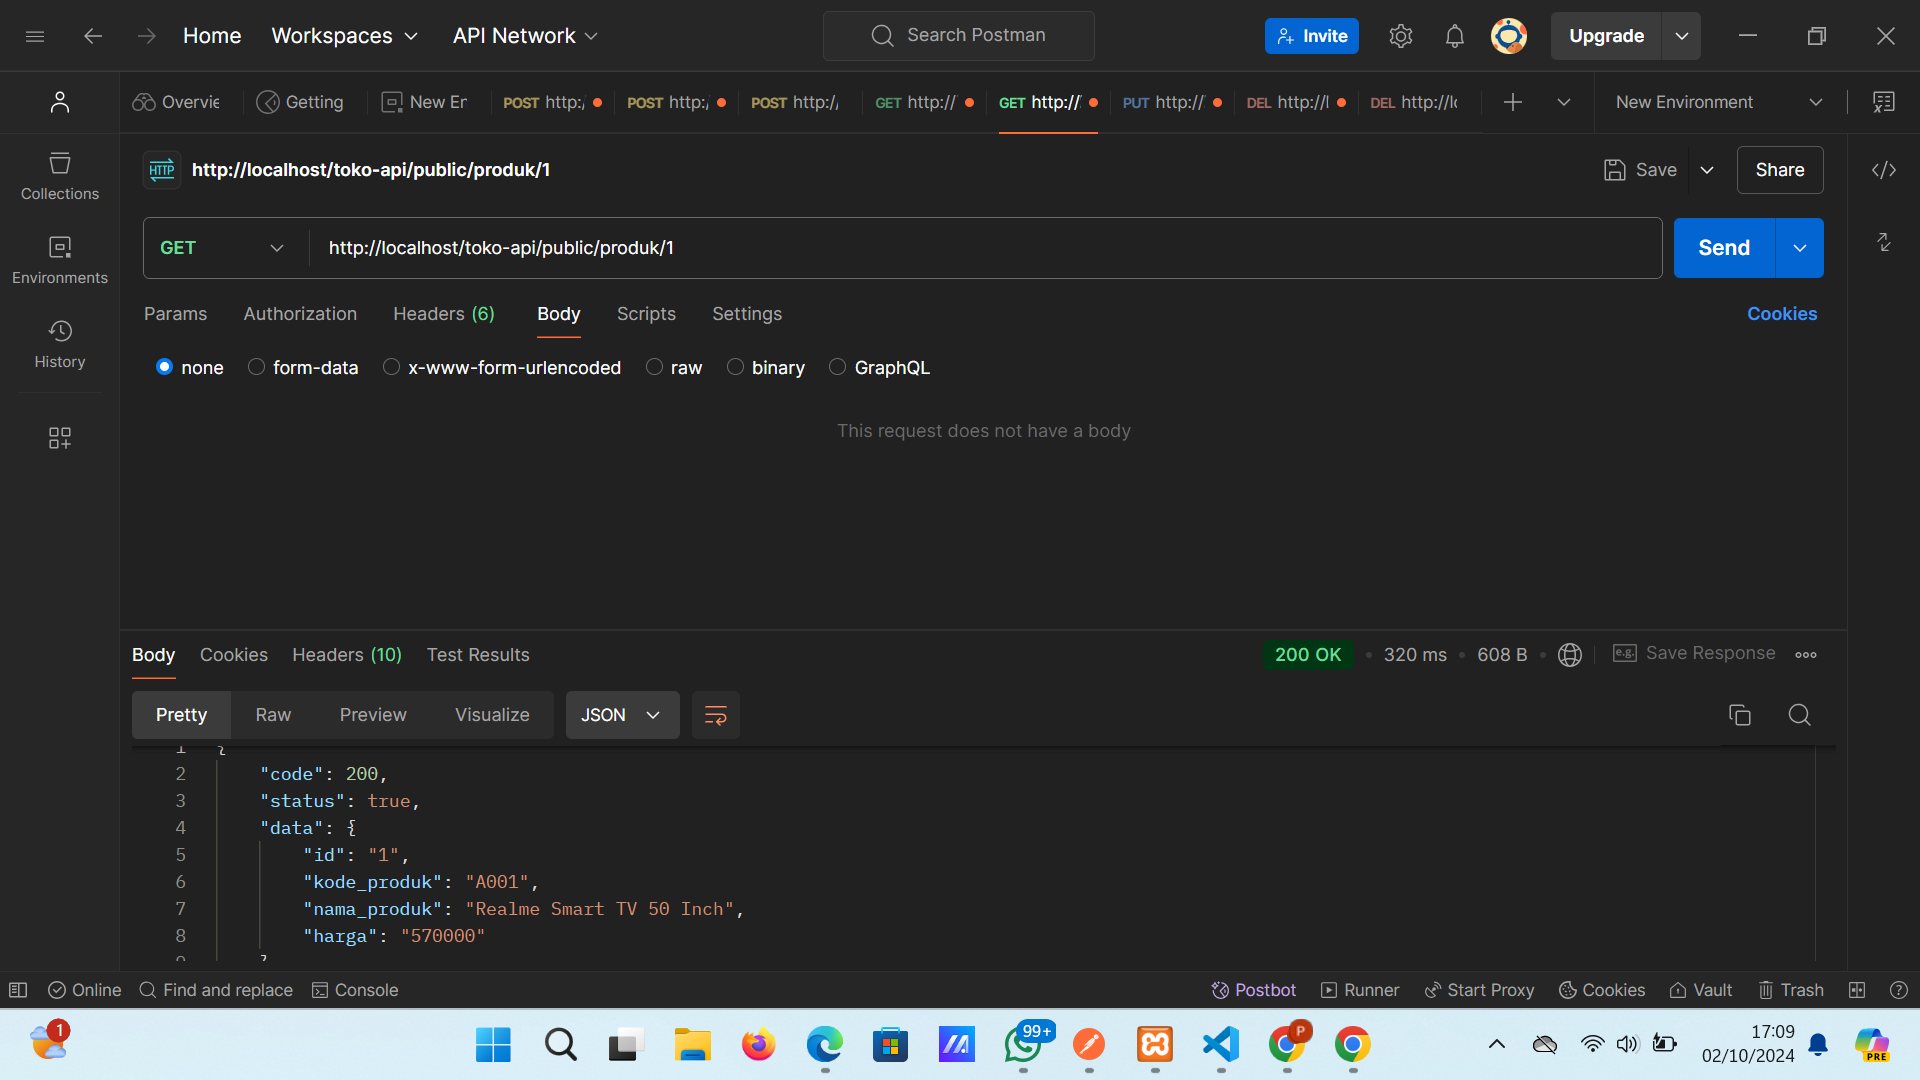 Home Workspaces API Network Search Postman Invite Upgrade
Overvie Getting New En POST http:/ POST http:/ POST http:/ GET http:// GET http:// PUT http:// DEL http://l DEL http://lo New Environment
HTTP http://localhost/toko-api/public/produk/1 Save Share
GET http://localhost/toko-api/public/produk/1 Send
Collections
Environments
History
Params Authorization Headers (6) Body Scripts Settings Cookies
none form-data x-www-form-urlencoded raw binary GraphQL
This request does not have a body
Body Cookies Headers (10) Test Results 200 OK • 320 ms • 608 B • e.g. Save Response
Pretty Raw Preview Visualize JSON
1 {
2 "code": 200,
3 "status": true,
4 "data": {
5 "id": "1",
6 "kode_produk": "A001",
7 "nama_produk": "Realme Smart TV 50 Inch",
8 "harga": "570000"
9 }
Online Find and replace Console Postbot Runner Start Proxy Cookies Vault Trash
1 99+ P 17:09 PRE
02/10/2024